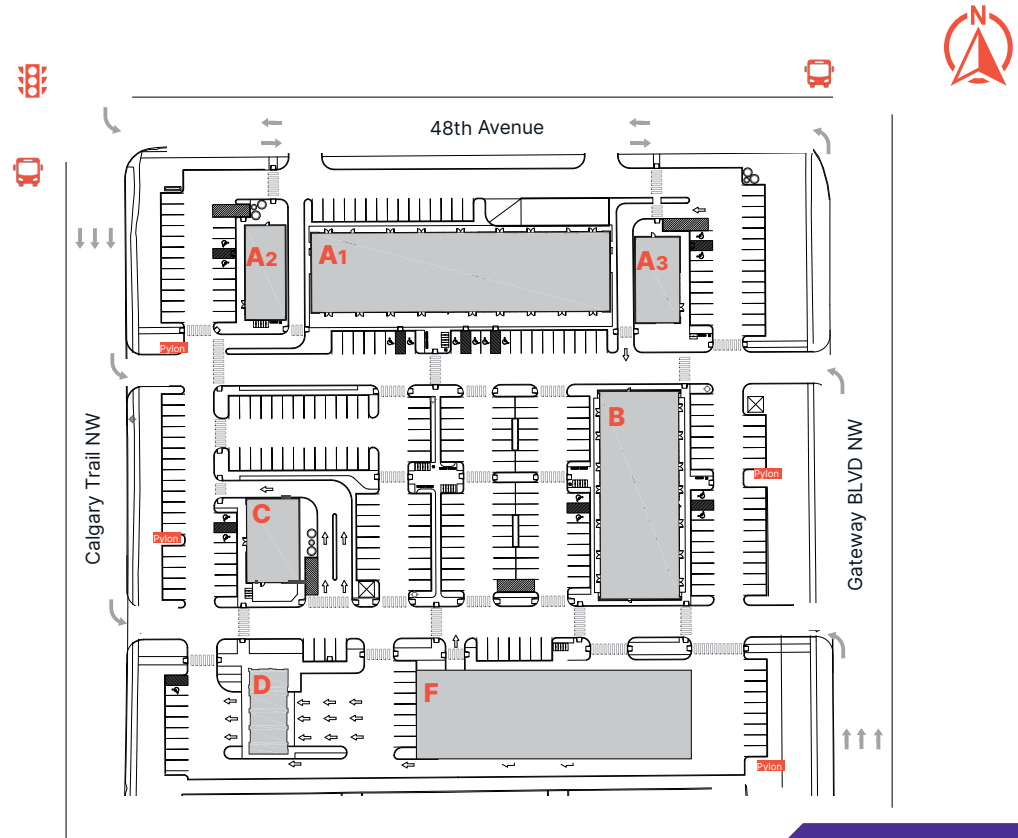 N
48th Avenue
A2
A1
A3
Pylon
B
Calgary Trail NW
Gateway BLVD NW
Pylon
C
Pylon
D
F
Pylon